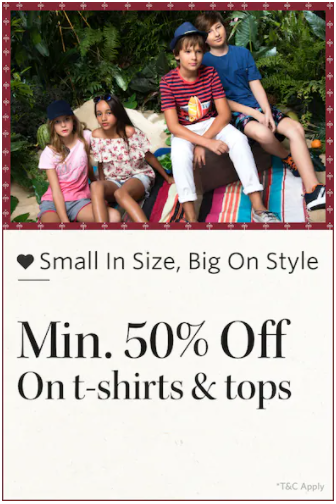 Small In Size, Big On Style
Min. 50% Off
On t-shirts & tops
*T&C Apply